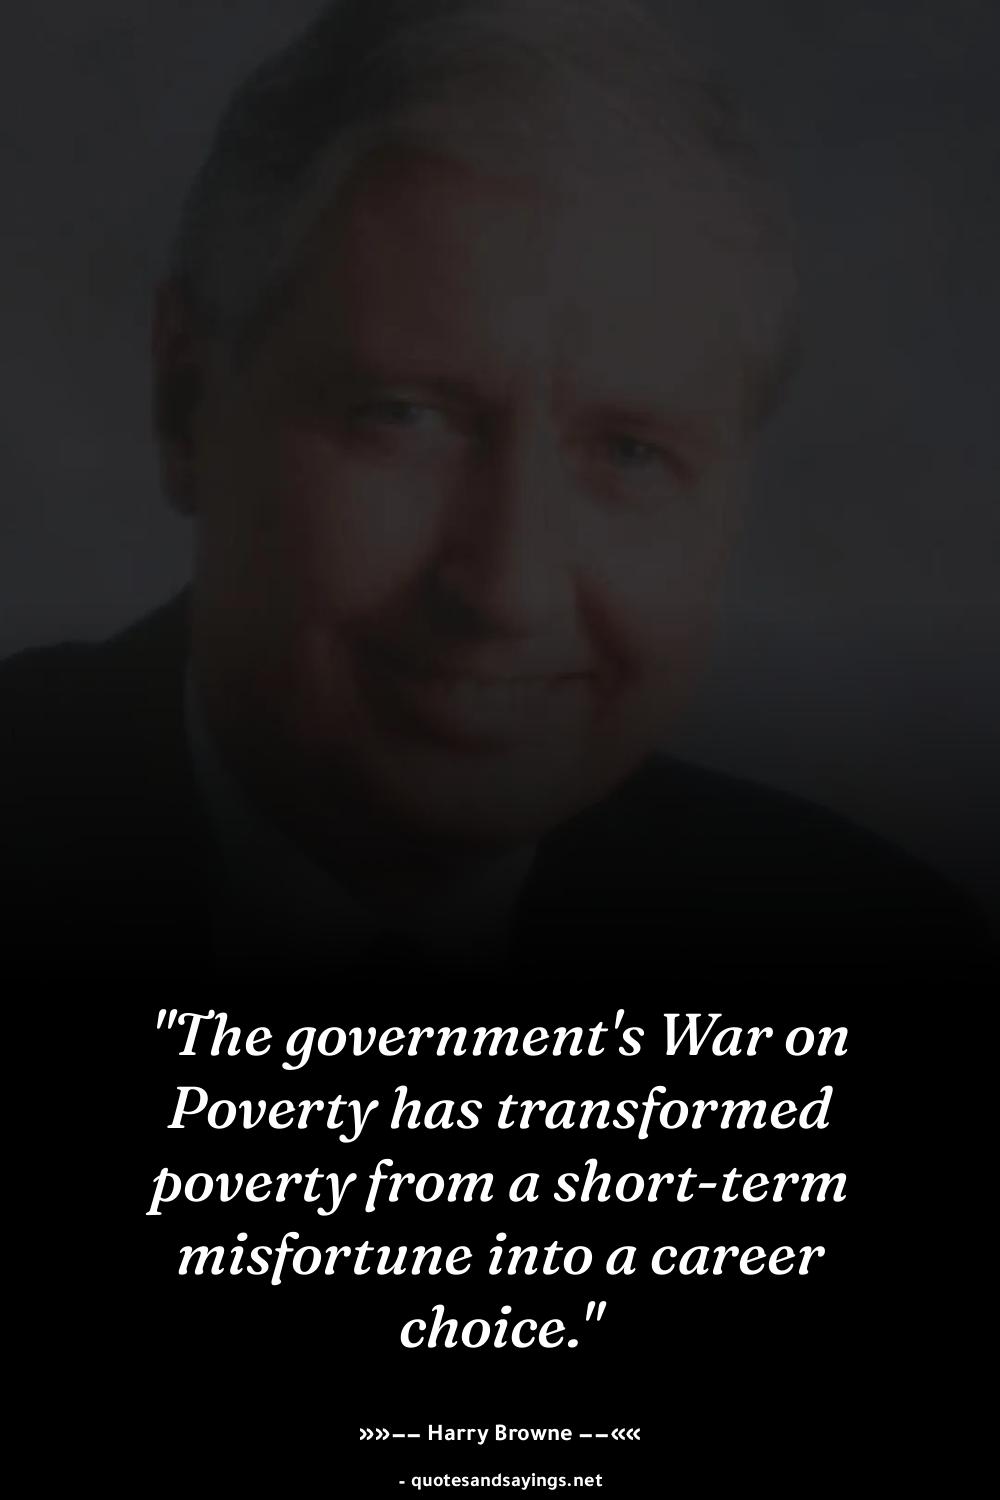 "The government's War on
Poverty has transformed
poverty from a short-term
misfortune into a career
choice."
»»–– Harry Browne ––««
- quotesandsayings.net